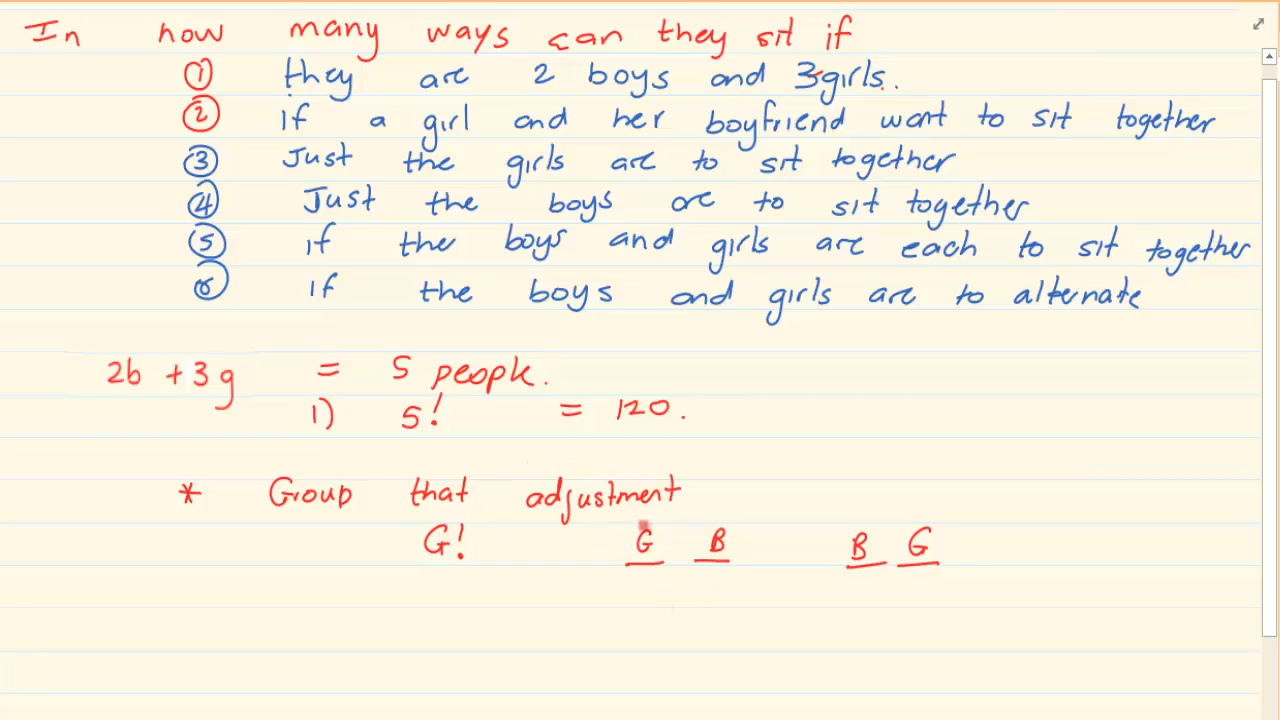 In how many ways can they sit if
① they are 2 boys and 3 girls..
② if a girl and her boyfriend want to sit together
③ Just the girls are to sit together
④ Just the boys are to sit together
⑤ if the boys and girls are each to sit together
⑥ if the boys and girls are to alternate
2b + 3g = 5 people.
1) 5! = 120.
* Group that adjustment
G! G B B G